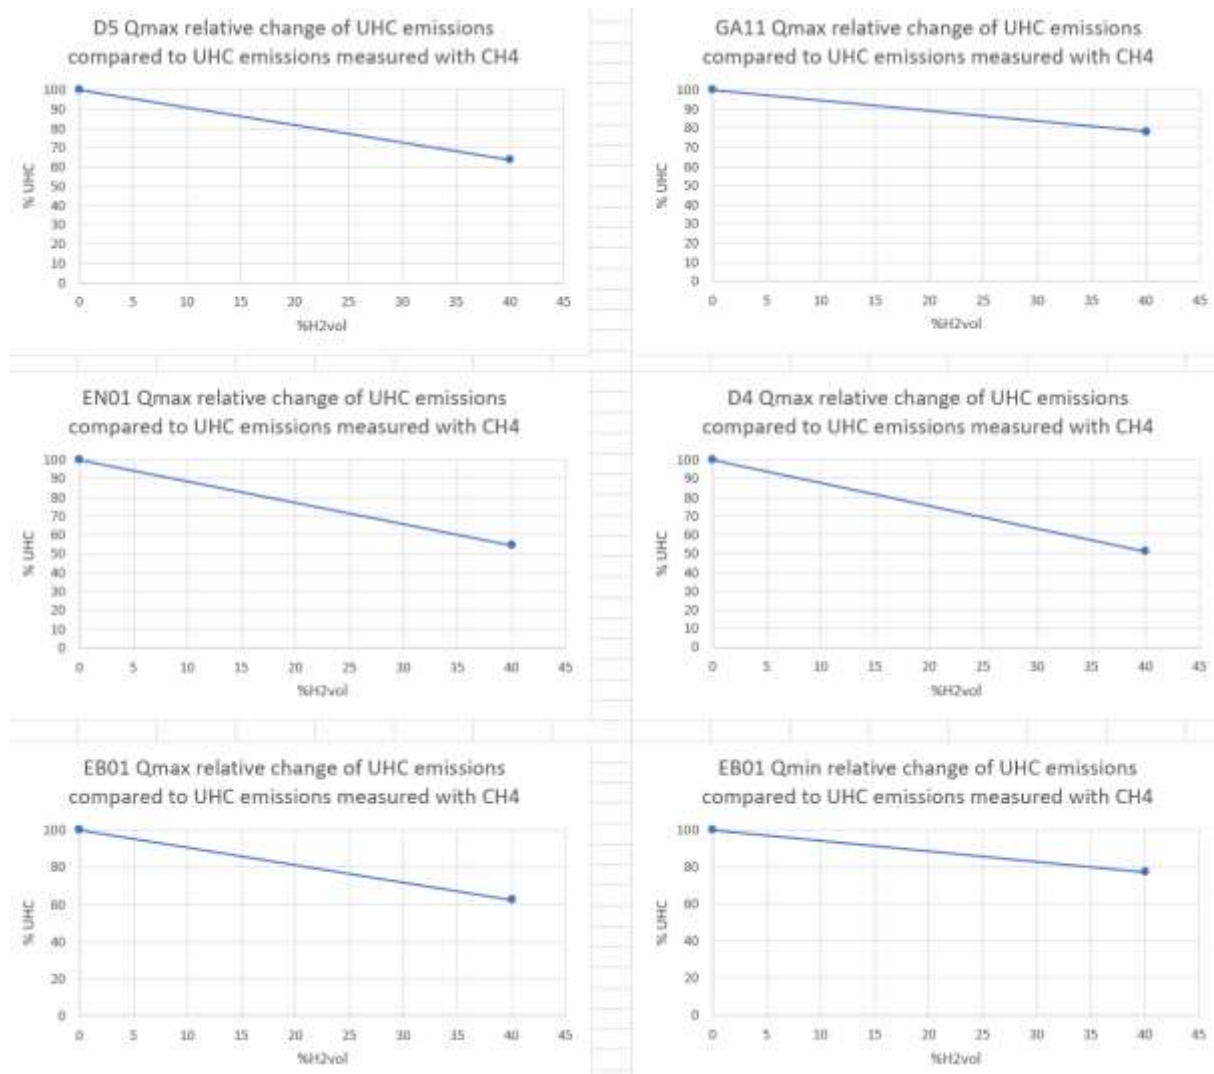 D5 Qmax relative change of UHC emissions
compared to UHC emissions measured with CH4
100
90
80
70
60
50
40
30
20
10
0
% UHC
0 5 10 15 20 25 30 35 40 45
%H2vol
GA11 Qmax relative change of UHC emissions
compared to UHC emissions measured with CH4
100
90
80
70
60
50
40
30
20
10
0
% UHC
0 5 10 15 20 25 30 35 40 45
%H2vol
EN01 Qmax relative change of UHC emissions
compared to UHC emissions measured with CH4
100
90
80
70
60
50
40
30
20
10
0
% UHC
0 5 10 15 20 25 30 35 40 45
%H2vol
D4 Qmax relative change of UHC emissions
compared to UHC emissions measured with CH4
100
90
80
70
60
50
40
30
20
10
0
% UHC
0 5 10 15 20 25 30 35 40 45
%H2vol
EB01 Qmax relative change of UHC emissions
compared to UHC emissions measured with CH4
100
80
60
40
20
0
% UHC
0 5 10 15 20 25 30 35 40 45
%H2vol
EB01 Qmin relative change of UHC emissions
compared to UHC emissions measured with CH4
100
80
60
40
20
0
% UHC
0 5 10 15 20 25 30 35 40 45
%H2vol